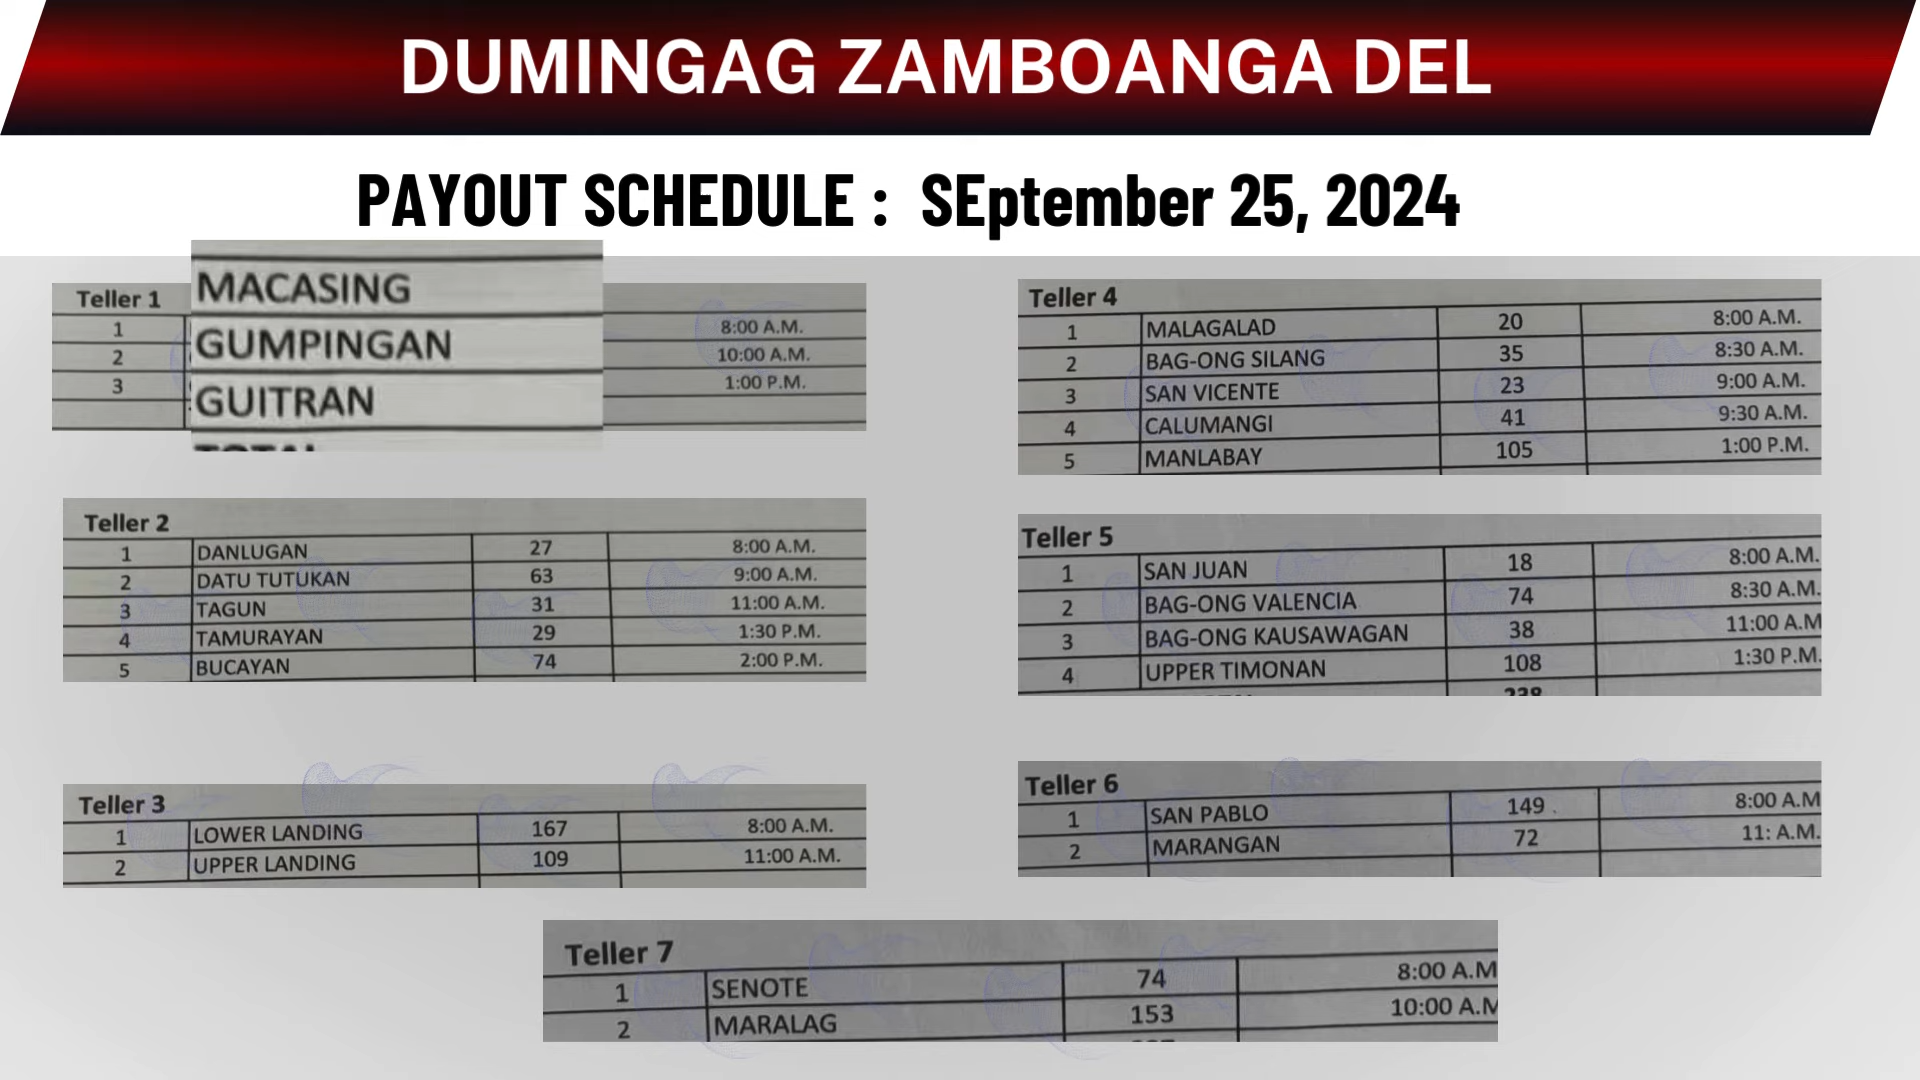 DUMINGAG ZAMBOANGA DEL
PAYOUT SCHEDULE : SEptember 25, 2024
Teller 1
1 MACASING 8:00 A.M.
2 GUMPINGAN 10:00 A.M.
3 GUITRAN 1:00 P.M.
TOTAL
Teller 2
1 DANLUGAN 27 8:00 A.M.
2 DATU TUTUKAN 63 9:00 A.M.
3 TAGUN 31 11:00 A.M.
4 TAMURAYAN 29 1:30 P.M.
5 BUCAYAN 74 2:00 P.M.
Teller 3
1 LOWER LANDING 167 8:00 A.M.
2 UPPER LANDING 109 11:00 A.M.
Teller 4
1 MALAGALAD 20 8:00 A.M.
2 BAG-ONG SILANG 35 8:30 A.M.
3 SAN VICENTE 23 9:00 A.M.
4 CALUMANGI 41 9:30 A.M.
5 MANLABAY 105 1:00 P.M.
Teller 5
1 SAN JUAN 18 8:00 A.M.
2 BAG-ONG VALENCIA 74 8:30 A.M.
3 BAG-ONG KAUSAWAGAN 38 11:00 A.M
4 UPPER TIMONAN 108 1:30 P.M.
238
Teller 6
1 SAN PABLO 149 . 8:00 A.M
2 MARANGAN 72 11: A.M.
Teller 7
1 SENOTE 74 8:00 A.M
2 MARALAG 153 10:00 A.M